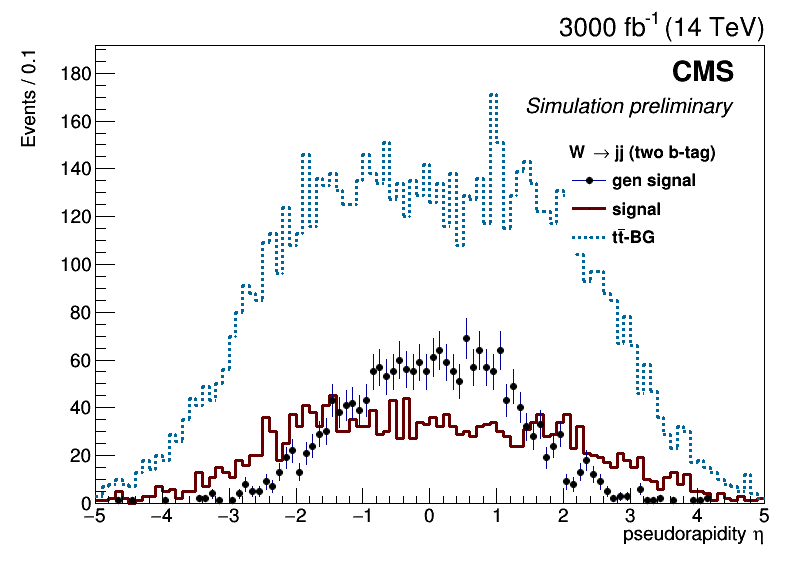 3000 fb⁻¹ (14 TeV)
Events / 0.1
CMS
Simulation preliminary
W → jj (two b-tag)
gen signal
signal
tt̄-BG
180
160
140
120
100
80
60
40
20
0
−5 −4 −3 −2 −1 0 1 2 3 4 5
pseudorapidity η